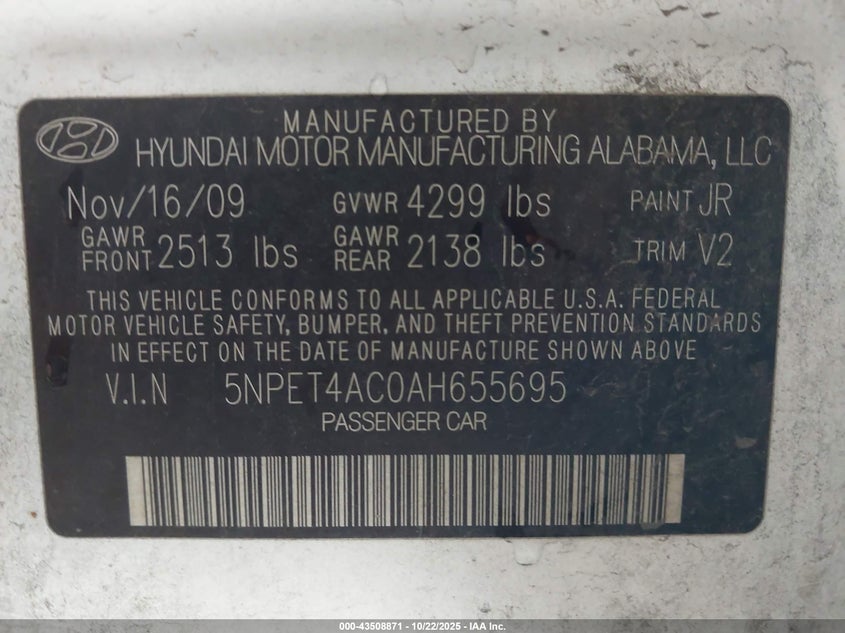 MANUFACTURED BY
HYUNDAI MOTOR MANUFACTURING ALABAMA, LLC
Nov/16/09 GVWR 4299 lbs PAINT JR
GAWR FRONT 2513 lbs GAWR REAR 2138 lbs TRIM V2
THIS VEHICLE CONFORMS TO ALL APPLICABLE U.S.A. FEDERAL
MOTOR VEHICLE SAFETY, BUMPER, AND THEFT PREVENTION STANDARDS
IN EFFECT ON THE DATE OF MANUFACTURE SHOWN ABOVE
V.I.N 5NPET4AC0AH655695
PASSENGER CAR
000-43508871 - 10/22/2025 - IAA Inc.